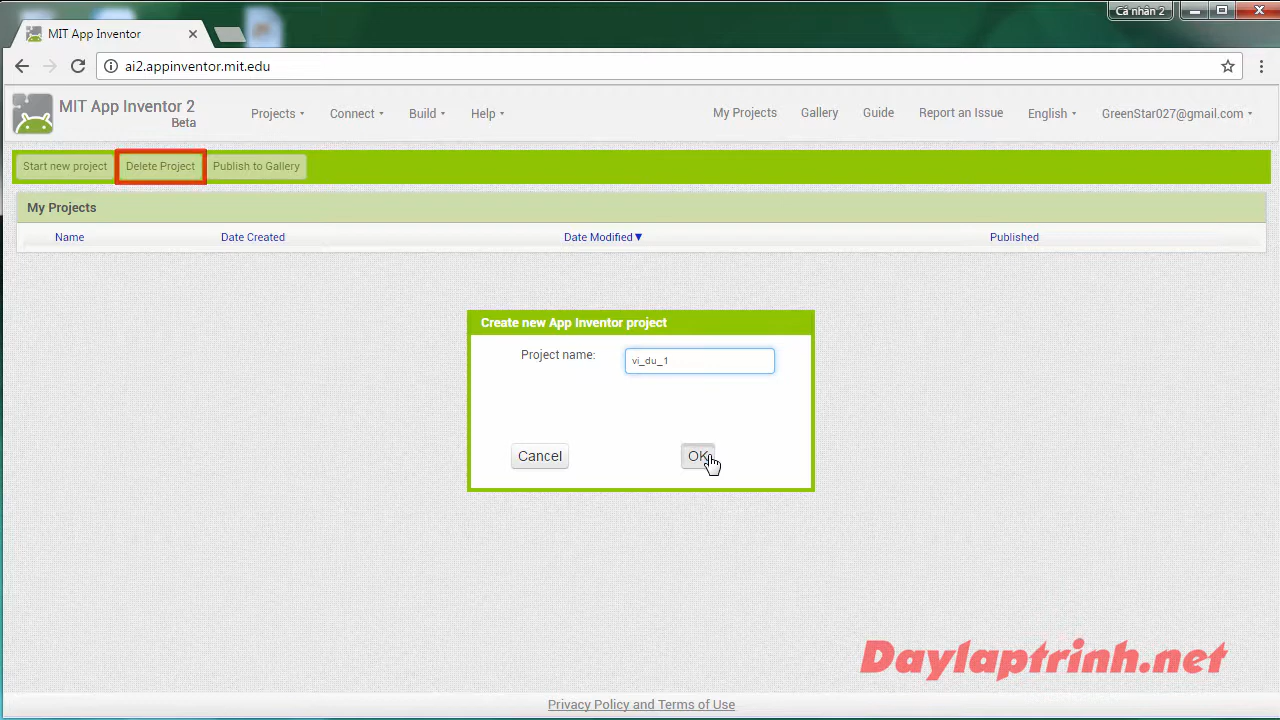 Cá nhân 2
MIT App Inventor
ai2.appinventor.mit.edu
MIT App Inventor 2
Beta
Projects Connect Build Help My Projects Gallery Guide Report an Issue English GreenStar027@gmail.com
Start new project Delete Project Publish to Gallery
My Projects
Name Date Created Date Modified▼ Published
Create new App Inventor project
Project name: vi_du_1
Cancel OK
Daylaptrinh.net
Privacy Policy and Terms of Use